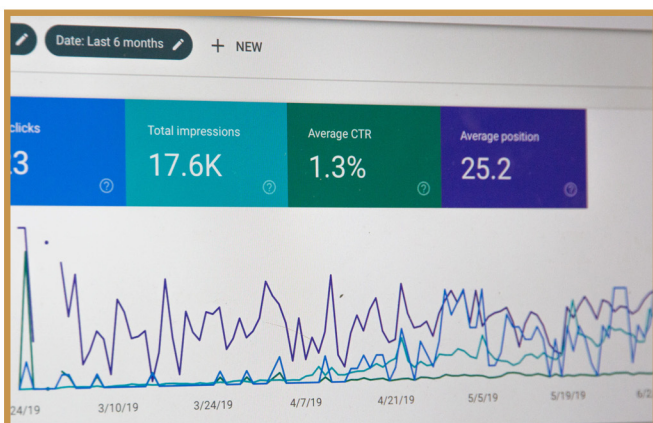 Date: Last 6 months
+ NEW
clicks
Total impressions
Average CTR
Average position
3
17.6K
1.3%
25.2
24/19
3/10/19
3/24/19
4/7/19
4/21/19
5/5/19
5/19/19
6/2